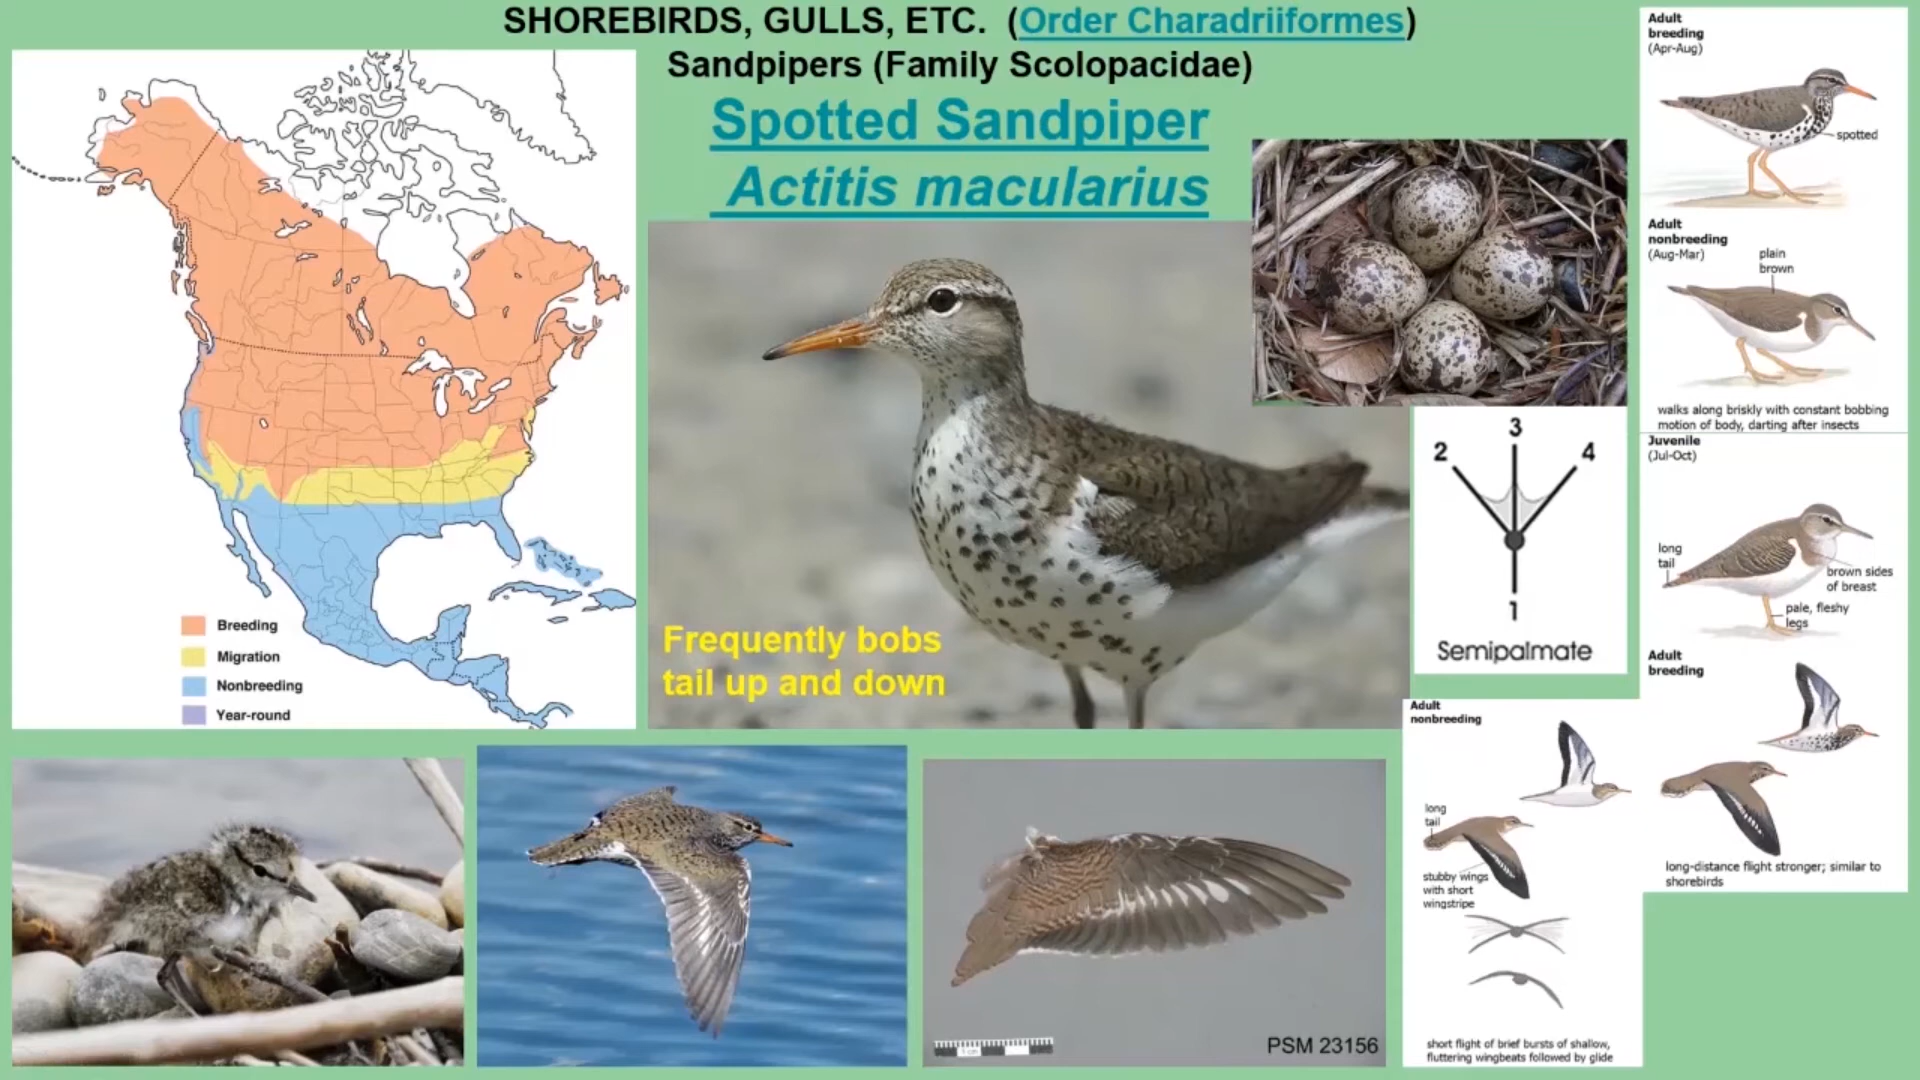 SHOREBIRDS, GULLS, ETC. (Order Charadriiformes)
Sandpipers (Family Scolopacidae)
Spotted Sandpiper
Actitis macularius
Breeding
Migration
Nonbreeding
Year-round
Frequently bobs
tail up and down
2
3
4
1
Semipalmate
Adult
breeding
(Apr-Aug)
spotted
Adult
nonbreeding
(Aug-Mar)
plain
brown
walks along briskly with constant bobbing
motion of body, darting after insects
Juvenile
(Jul-Oct)
long
tail
brown sides
of breast
pale, fleshy
legs
Adult
breeding
long-distance flight stronger; similar to
shorebirds
Adult
nonbreeding
long
tail
stubby wings
with short
wingstripe
short flight of brief bursts of shallow,
fluttering wingbeats followed by glide
1 cm
PSM 23156